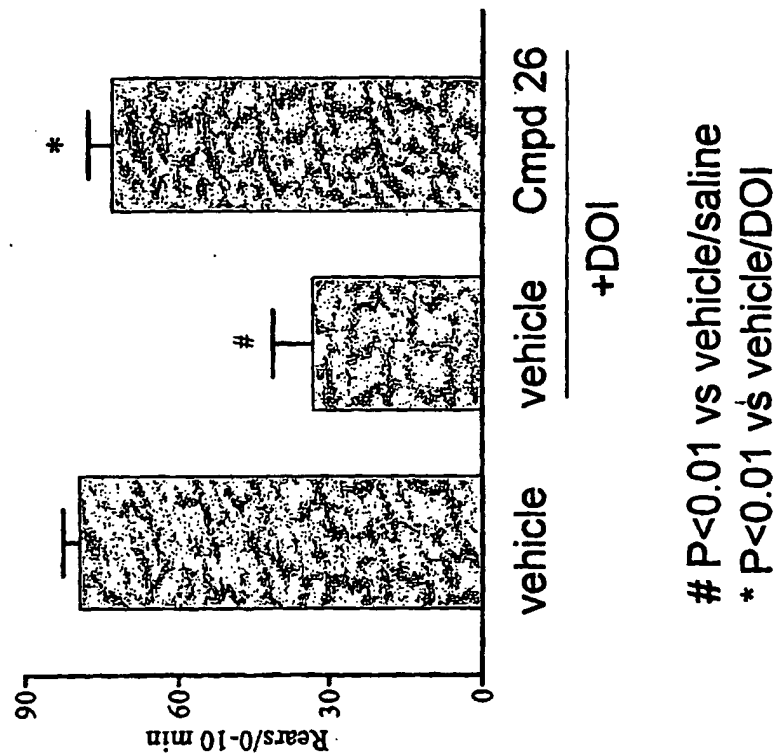 Rears/0-10 min
90
60
30
0
#
*
vehicle
vehicle
Cmpd 26
+DOI
# P<0.01 vs vehicle/saline
* P<0.01 vs vehicle/DOI